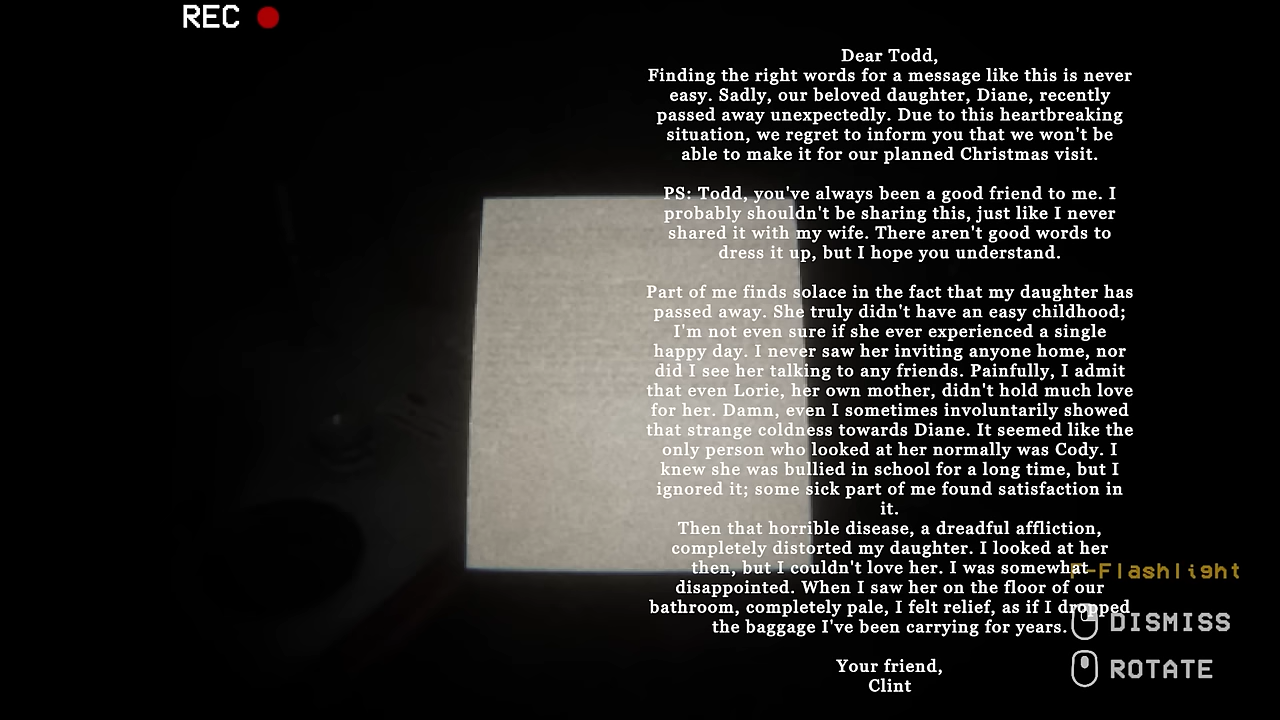 REC
Dear Todd,
Finding the right words for a message like this is never
easy. Sadly, our beloved daughter, Diane, recently
passed away unexpectedly. Due to this heartbreaking
situation, we regret to inform you that we won't be
able to make it for our planned Christmas visit.
PS: Todd, you've always been a good friend to me. I
probably shouldn't be sharing this, just like I never
shared it with my wife. There aren't good words to
dress it up, but I hope you understand.
Part of me finds solace in the fact that my daughter has
passed away. She truly didn't have an easy childhood;
I'm not even sure if she ever experienced a single
happy day. I never saw her inviting anyone home, nor
did I see her talking to any friends. Painfully, I admit
that even Lorie, her own mother, didn't hold much love
for her. Damn, even I sometimes involuntarily showed
that strange coldness towards Diane. It seemed like the
only person who looked at her normally was Cody. I
knew she was bullied in school for a long time, but I
ignored it; some sick part of me found satisfaction in
it.
Then that horrible disease, a dreadful affliction,
completely distorted my daughter. I looked at her
then, but I couldn't love her. I was somewhat
disappointed. When I saw her on the floor of our
bathroom, completely pale, I felt relief, as if I dropped
the baggage I've been carrying for years.
Your friend,
Clint
F-Flashlight
DISMISS
ROTATE